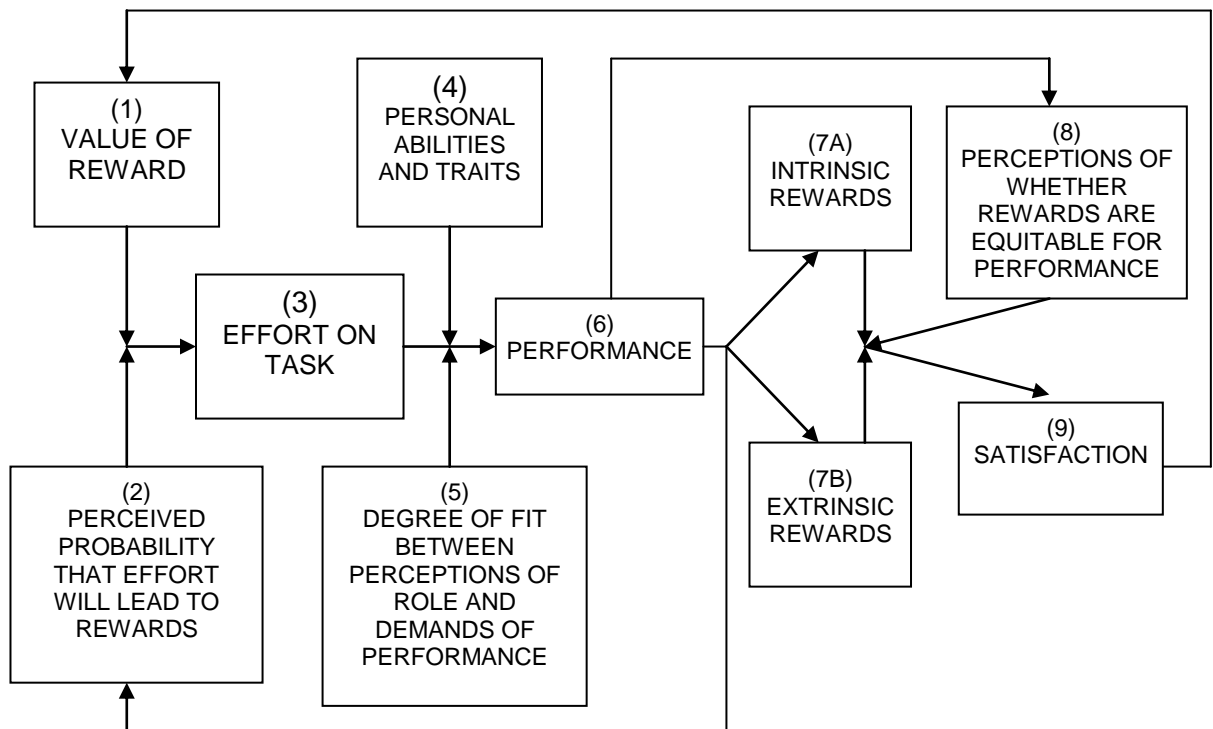 (1)
VALUE OF
REWARD
(2)
PERCEIVED
PROBABILITY
THAT EFFORT
WILL LEAD TO
REWARDS
(3)
EFFORT ON
TASK
(4)
PERSONAL
ABILITIES
AND TRAITS
(5)
DEGREE OF FIT
BETWEEN
PERCEPTIONS OF
ROLE AND
DEMANDS OF
PERFORMANCE
(6)
PERFORMANCE
(7A)
INTRINSIC
REWARDS
(7B)
EXTRINSIC
REWARDS
(8)
PERCEPTIONS OF
WHETHER
REWARDS ARE
EQUITABLE FOR
PERFORMANCE
(9)
SATISFACTION